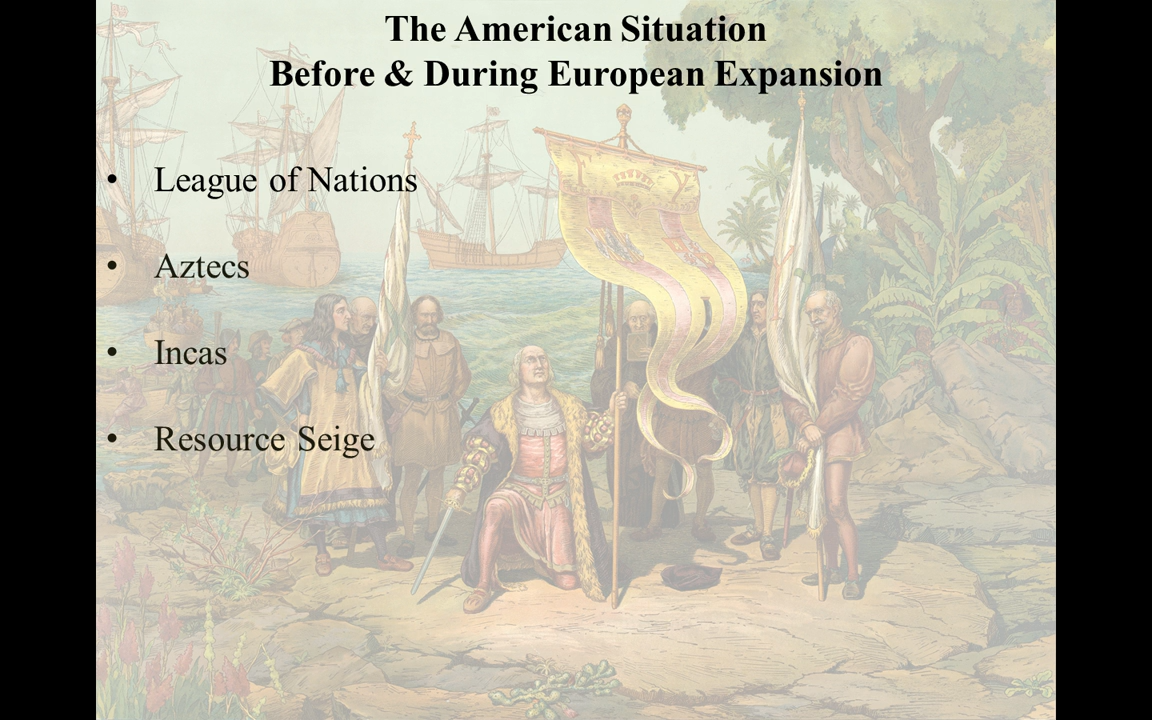 The American Situation
Before & During European Expansion
• League of Nations
• Aztecs
• Incas
• Resource Seige